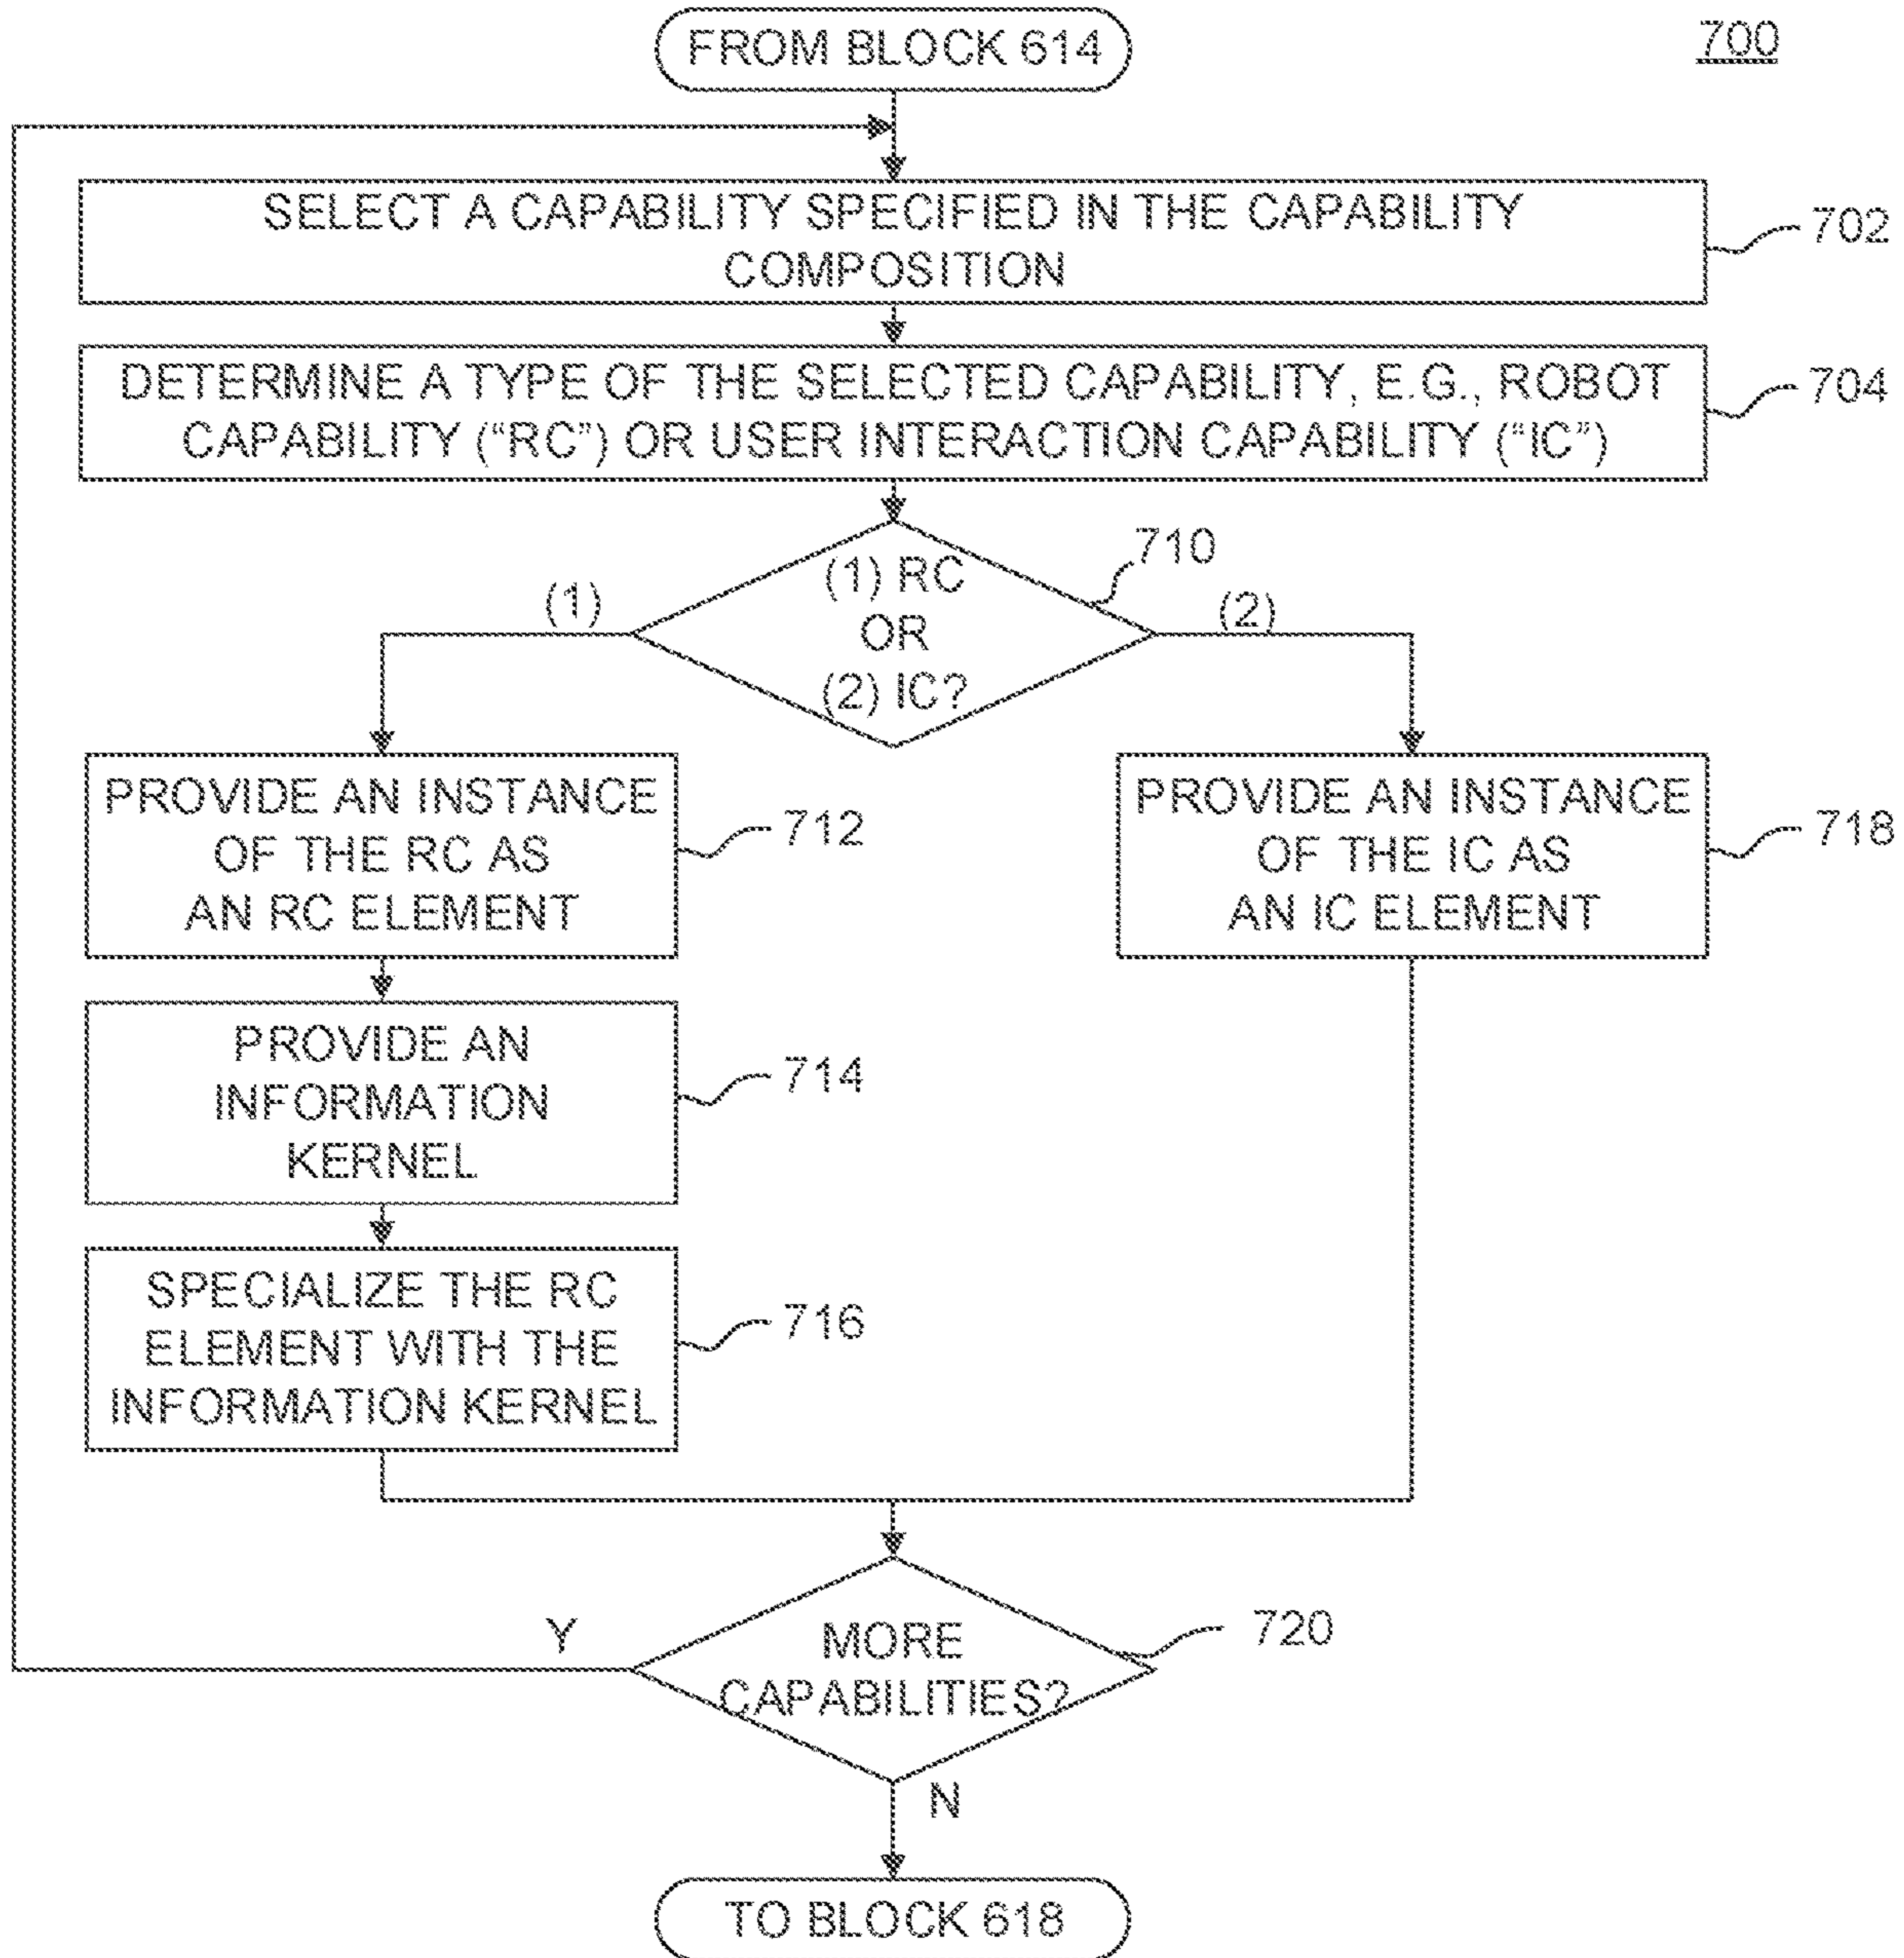 FROM BLOCK 614
700
SELECT A CAPABILITY SPECIFIED IN THE CAPABILITY
COMPOSITION
702
DETERMINE A TYPE OF THE SELECTED CAPABILITY, E.G., ROBOT
CAPABILITY (“RC”) OR USER INTERACTION CAPABILITY (“IC”)
704
(1) RC
OR
(2) IC?
710
(1)
(2)
PROVIDE AN INSTANCE
OF THE RC AS
AN RC ELEMENT
712
PROVIDE AN INSTANCE
OF THE IC AS
AN IC ELEMENT
718
PROVIDE AN
INFORMATION
KERNEL
714
SPECIALIZE THE RC
ELEMENT WITH THE
INFORMATION KERNEL
716
MORE
CAPABILITIES?
720
Y
N
TO BLOCK 618